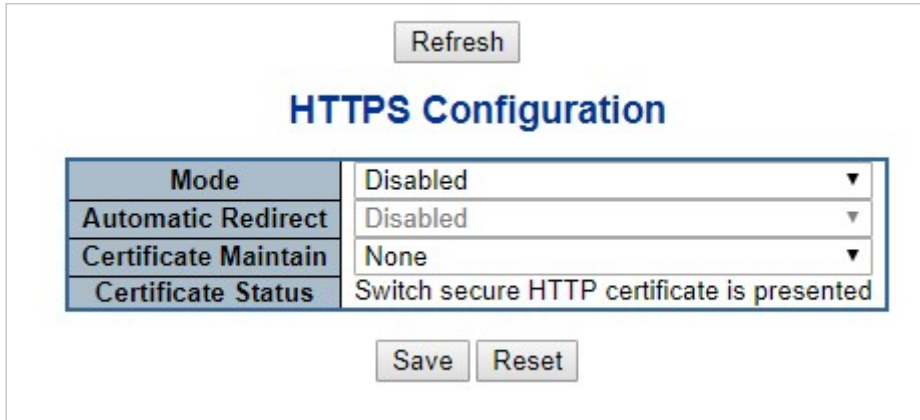 Refresh
HTTPS Configuration
Mode Disabled
Automatic Redirect Disabled
Certificate Maintain None
Certificate Status Switch secure HTTP certificate is presented
Save Reset